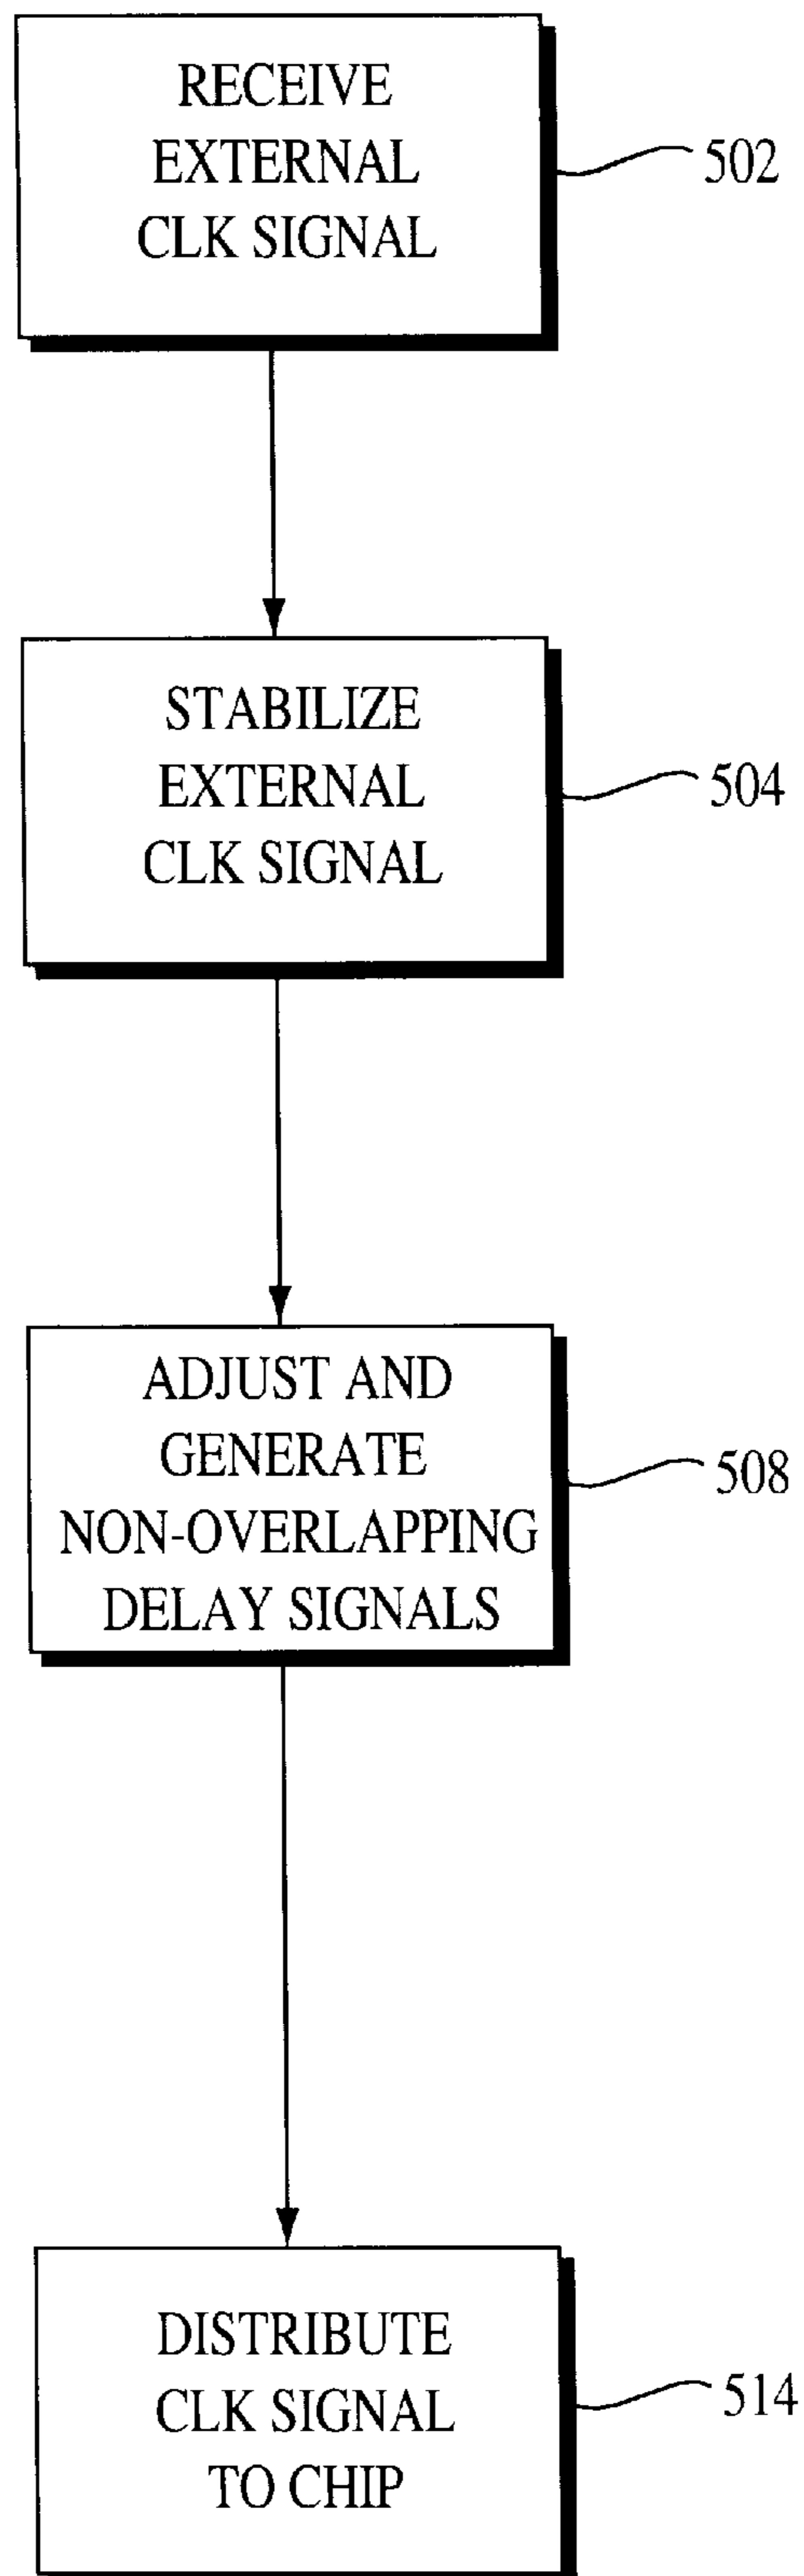 RECEIVE
EXTERNAL
CLK SIGNAL
502
STABILIZE
EXTERNAL
CLK SIGNAL
504
ADJUST AND
GENERATE
NON-OVERLAPPING
DELAY SIGNALS
508
DISTRIBUTE
CLK SIGNAL
TO CHIP
514